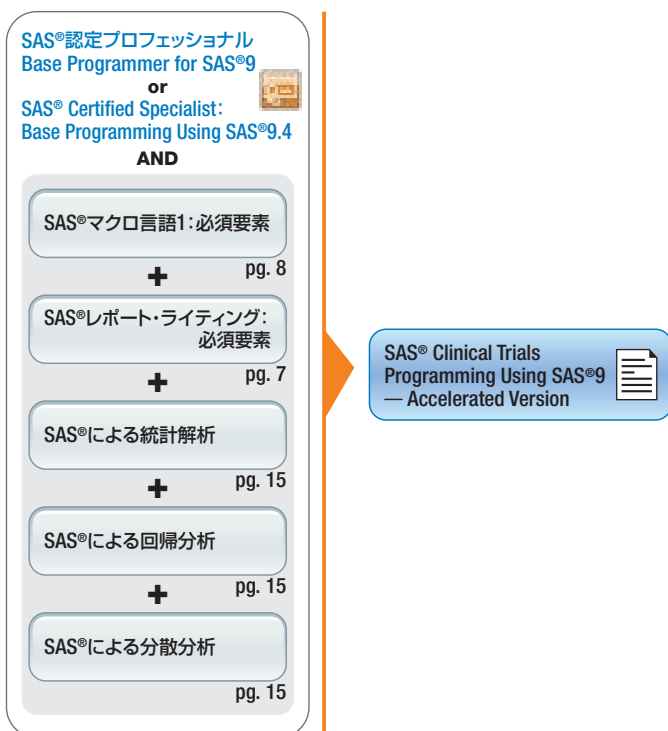 SAS®認定プロフェッショナル
Base Programmer for SAS®9
or
SAS® Certified Specialist:
Base Programming Using SAS®9.4
AND
SAS®マクロ言語1:必須要素
+ pg. 8
SAS®レポート・ライティング:
必須要素
+ pg. 7
SAS®による統計解析
+ pg. 15
SAS®による回帰分析
+ pg. 15
SAS®による分散分析
pg. 15
SAS® Clinical Trials
Programming Using SAS®9
— Accelerated Version